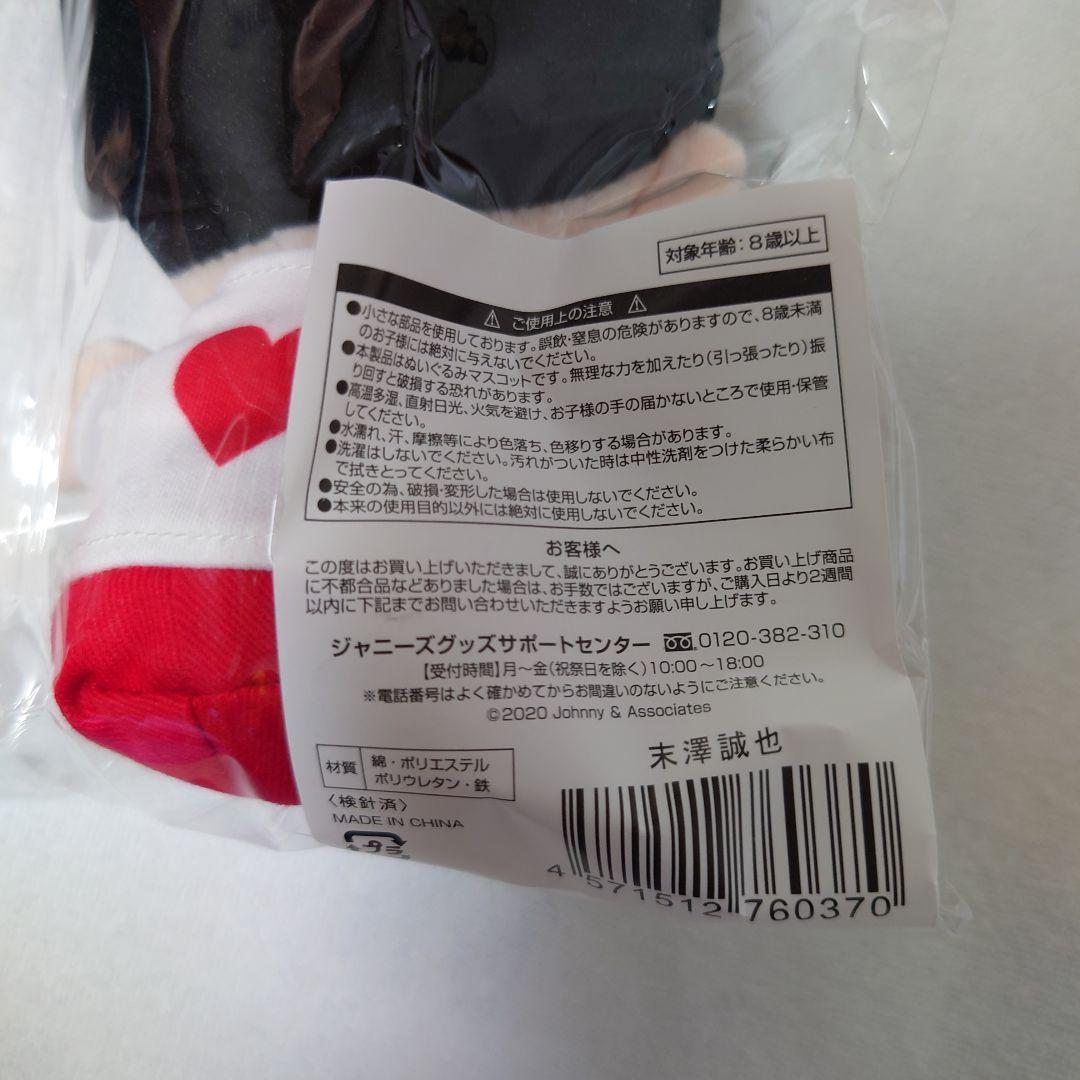 対象年齢:8歳以上
⚠ ご使用上の注意 ⚠
●小さな部品を使用しております。誤飲・窒息の危険がありますので、8歳未満
のお子様には絶対に与えないでください。
●本製品はぬいぐるみマスコットです。無理な力を加えたり(引っ張ったり)振
り回すと破損する恐れがあります。
●高温多湿、直射日光、火気を避け、お子様の手の届かないところで使用・保管
してください。
●水濡れ、汗、摩擦等により色落ち、色移りする場合があります。
●洗濯はしないでください。汚れがついた時は中性洗剤をつけた柔らかい布
で拭きとってください。
●安全の為、破損・変形した場合は使用しないでください。
●本来の使用目的以外には絶対に使用しないでください。
お客様へ
この度はお買い上げいただきまして、誠にありがとうございます。お買い上げ商品
に不都合品などありました場合は、お手数ではございますが、ご購入日より2週間
以内に下記までお問い合わせいただきますようお願い申し上げます。
ジャニーズグッズサポートセンター 0120-382-310
【受付時間】月〜金(祝祭日を除く)10:00〜18:00
※電話番号はよく確かめてからお間違いのないようにご注意ください。
©2020 Johnny & Associates
末澤誠也
材質 綿・ポリエステル
ポリウレタン・鉄
〈検針済〉
MADE IN CHINA
プラ
4 571512 760370